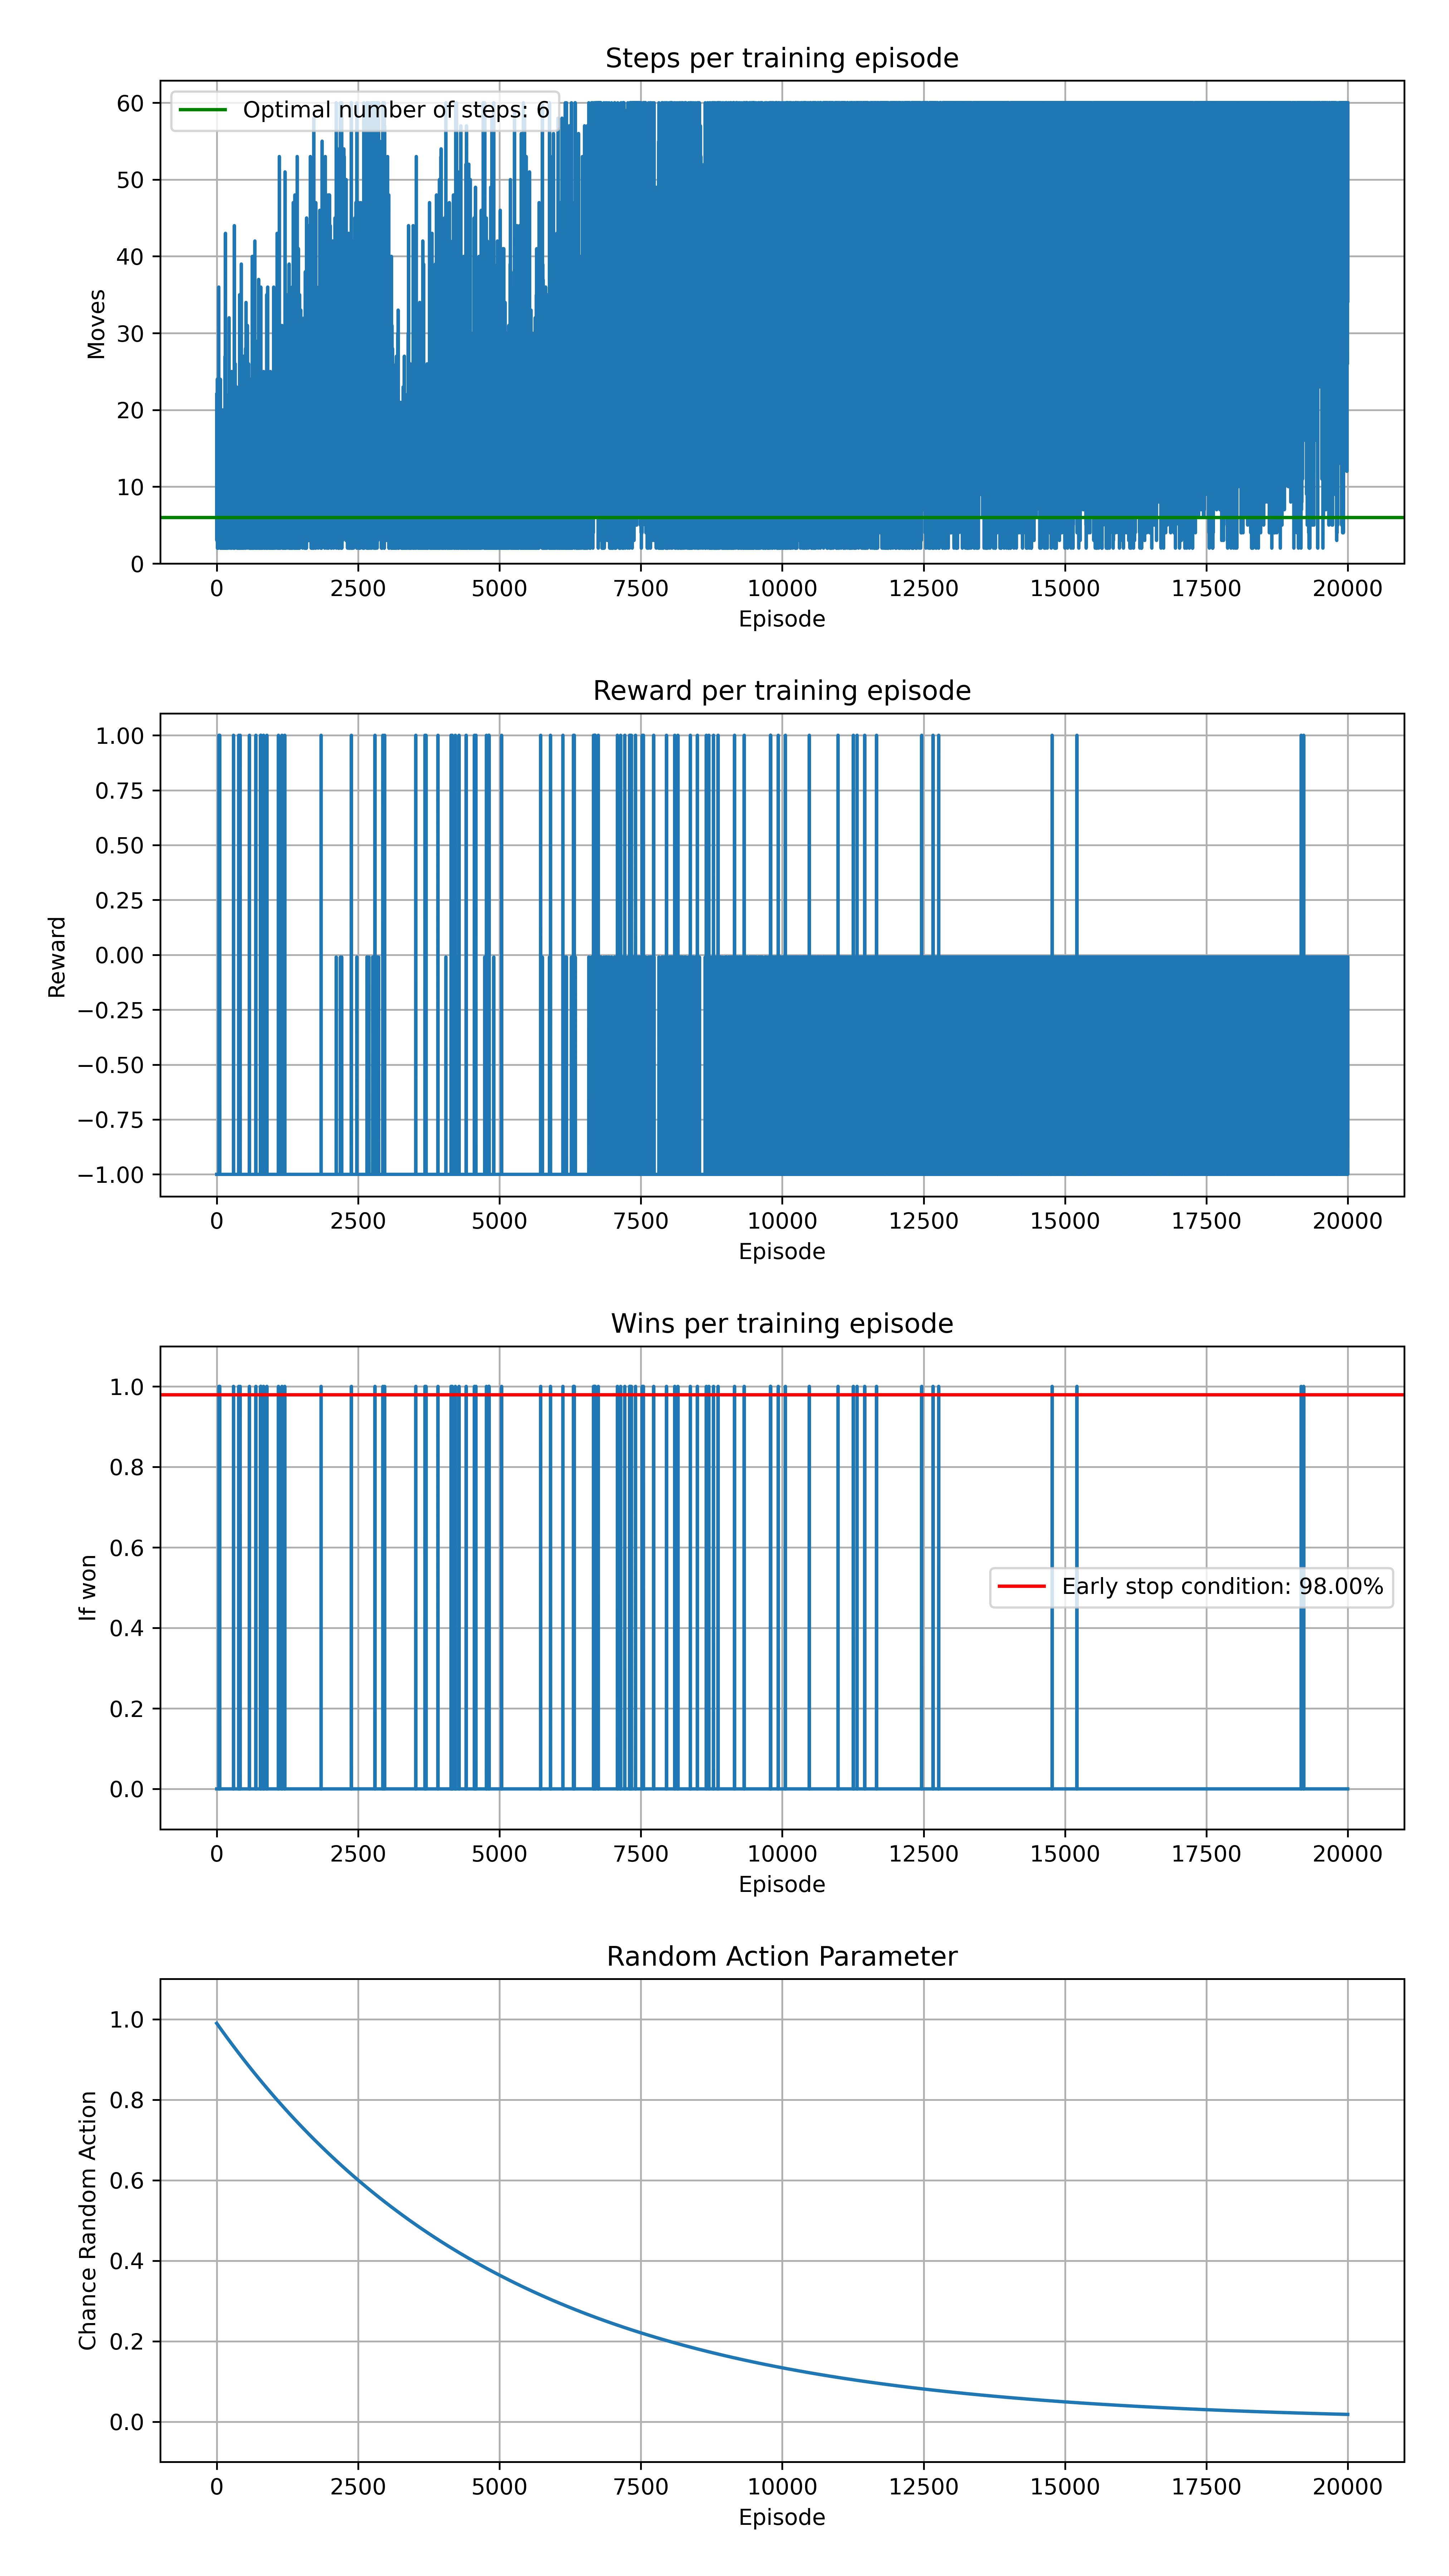 Steps per training episode
Optimal number of steps: 6
60
50
40
30
20
10
0
Moves
0 2500 5000 7500 10000 12500 15000 17500 20000
Episode
Reward per training episode
1.00
0.75
0.50
0.25
0.00
−0.25
−0.50
−0.75
−1.00
Reward
0 2500 5000 7500 10000 12500 15000 17500 20000
Episode
Wins per training episode
1.0
0.8
0.6
0.4
0.2
0.0
If won
Early stop condition: 98.00%
0 2500 5000 7500 10000 12500 15000 17500 20000
Episode
Random Action Parameter
1.0
0.8
0.6
0.4
0.2
0.0
Chance Random Action
0 2500 5000 7500 10000 12500 15000 17500 20000
Episode